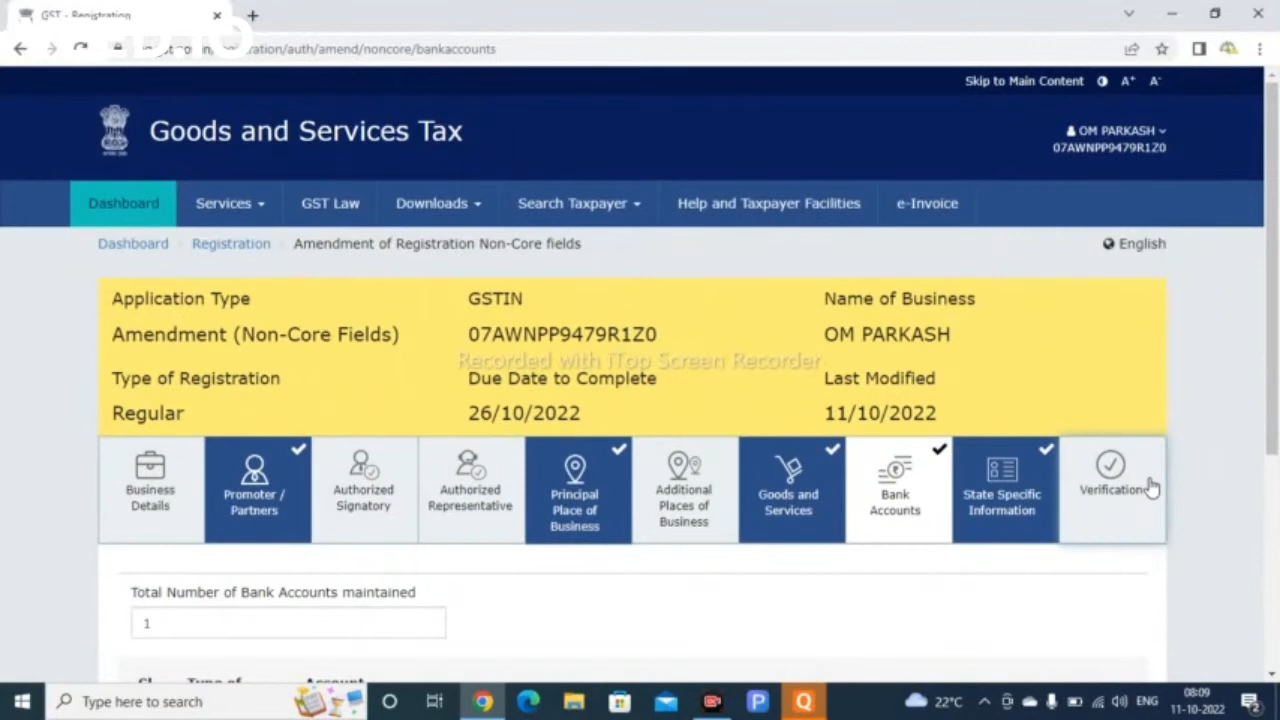 GST - Registration
ation/auth/amend/noncore/bankaccounts
Skip to Main Content A+ A-
Goods and Services Tax
OM PARKASH
07AWNPP9479R1Z0
Dashboard Services GST Law Downloads Search Taxpayer Help and Taxpayer Facilities e-Invoice
Dashboard Registration Amendment of Registration Non-Core fields English
Application Type GSTIN Name of Business
Amendment (Non-Core Fields) 07AWNPP9479R1Z0 OM PARKASH
Recorded with iTop Screen Recorder
Type of Registration Due Date to Complete Last Modified
Regular 26/10/2022 11/10/2022
Business Details
Promoter / Partners
Authorized Signatory
Authorized Representative
Principal Place of Business
Additional Places of Business
Goods and Services
Bank Accounts
State Specific Information
Verification
Total Number of Bank Accounts maintained
1
Type of Account
Type here to search
22°C ENG 08:09
11-10-2022 2